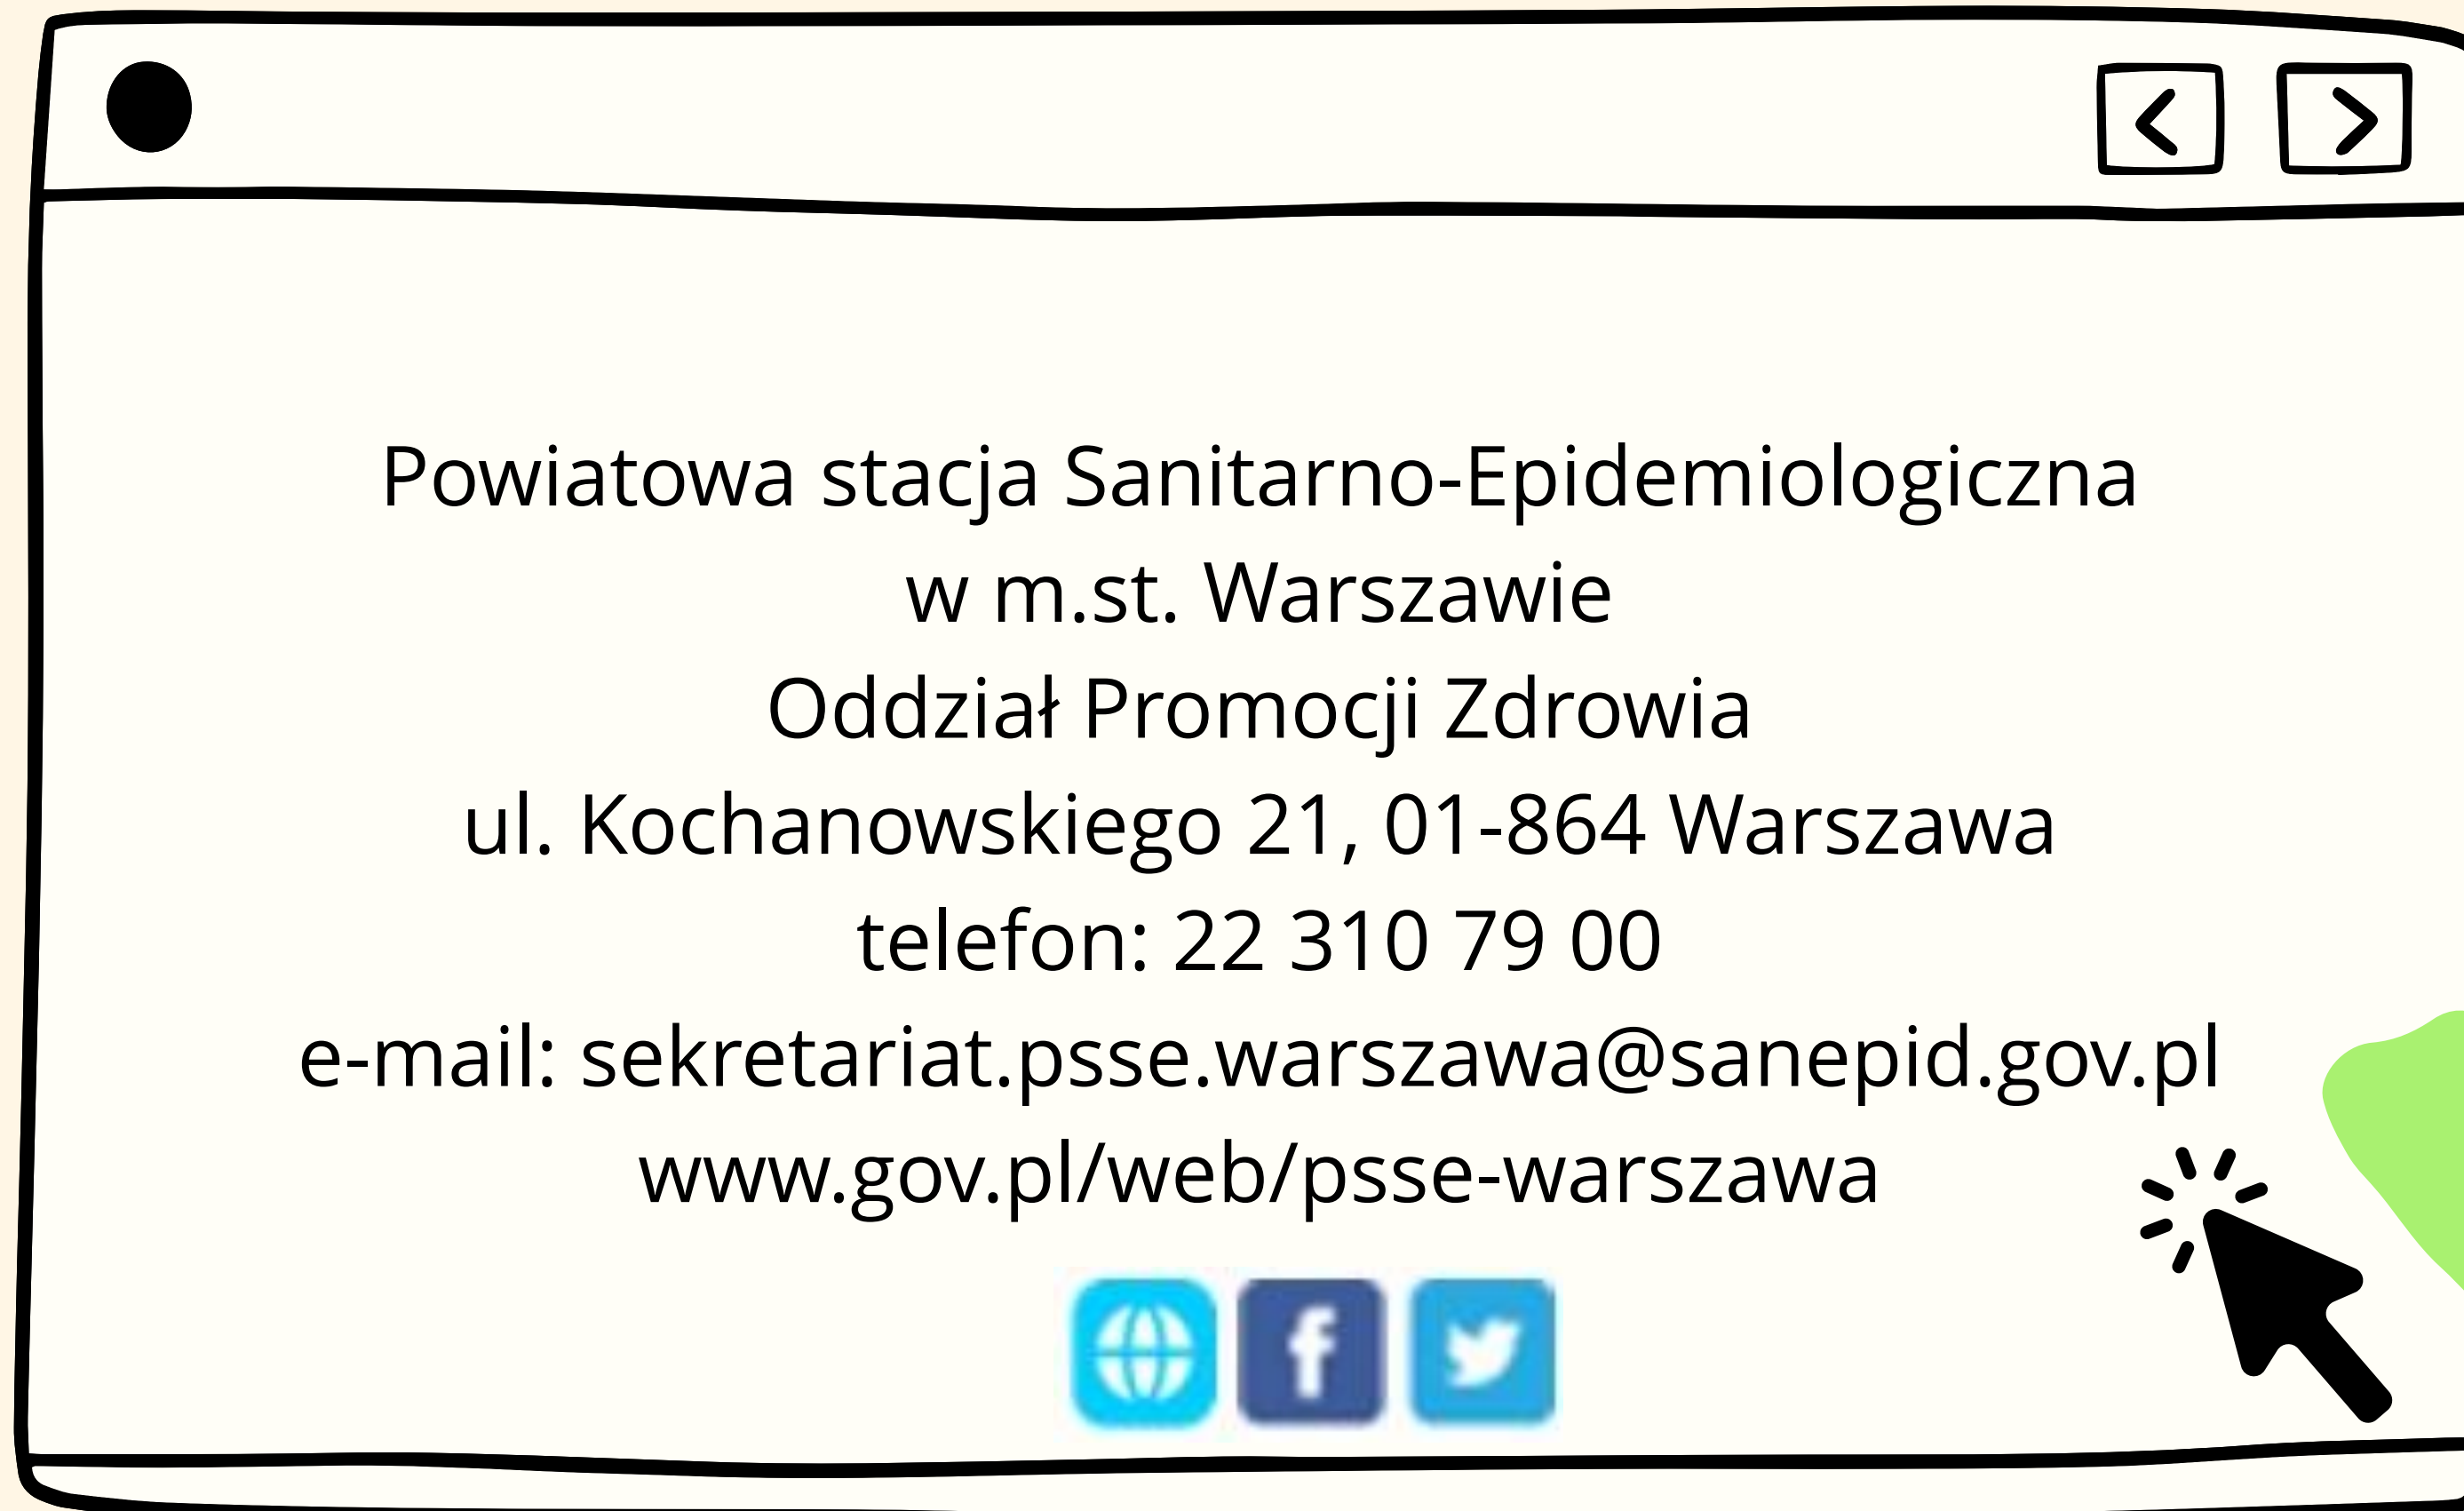 Powiatowa stacja Sanitarno-Epidemiologiczna
w m.st. Warszawie
Oddział Promocji Zdrowia
ul. Kochanowskiego 21, 01-864 Warszawa
telefon: 22 310 79 00
e-mail: sekretariat.psse.warszawa@sanepid.gov.pl
www.gov.pl/web/psse-warszawa